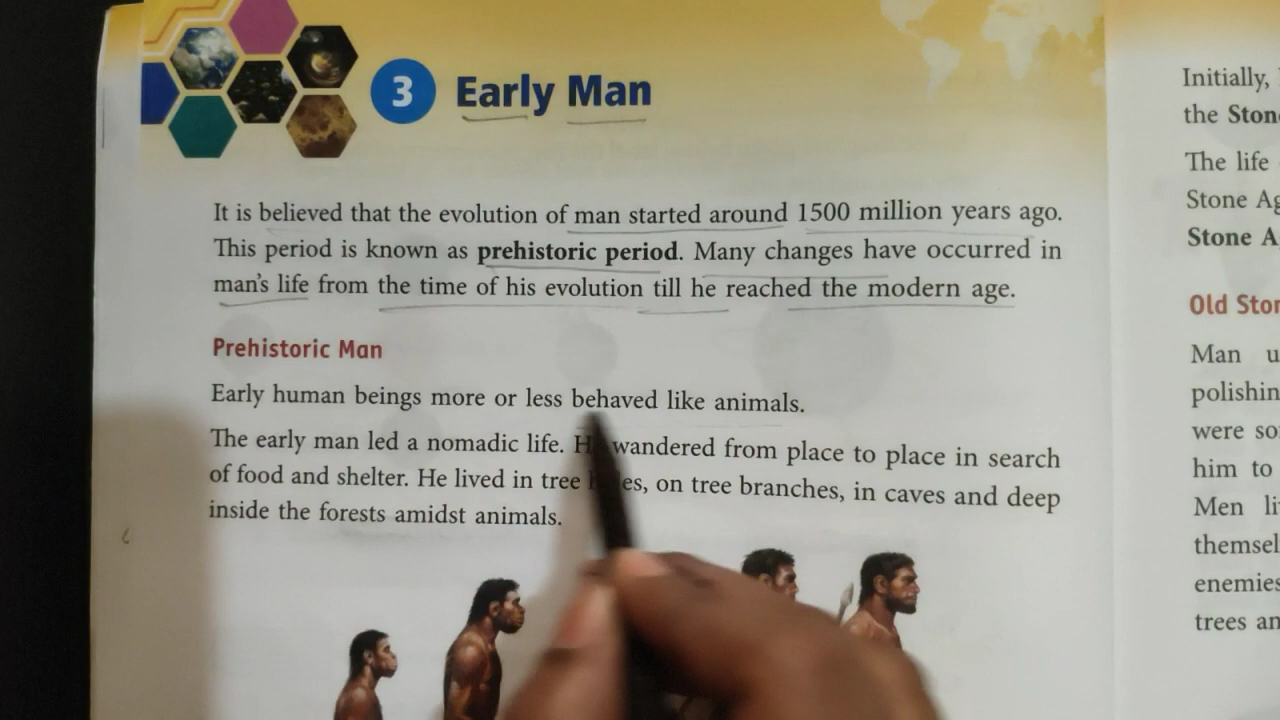 3 Early Man
It is believed that the evolution of man started around 1500 million years ago.
This period is known as prehistoric period. Many changes have occurred in
man's life from the time of his evolution till he reached the modern age.
Prehistoric Man
Early human beings more or less behaved like animals.
The early man led a nomadic life. wandered from place to place in search
of food and shelter. He lived in tree on tree branches, in caves and deep
inside the forests amidst animals.
Initially,
the
The life
Stone
Stone
Old
Man
polishin
were
him to
Men
themsel
enemies
trees